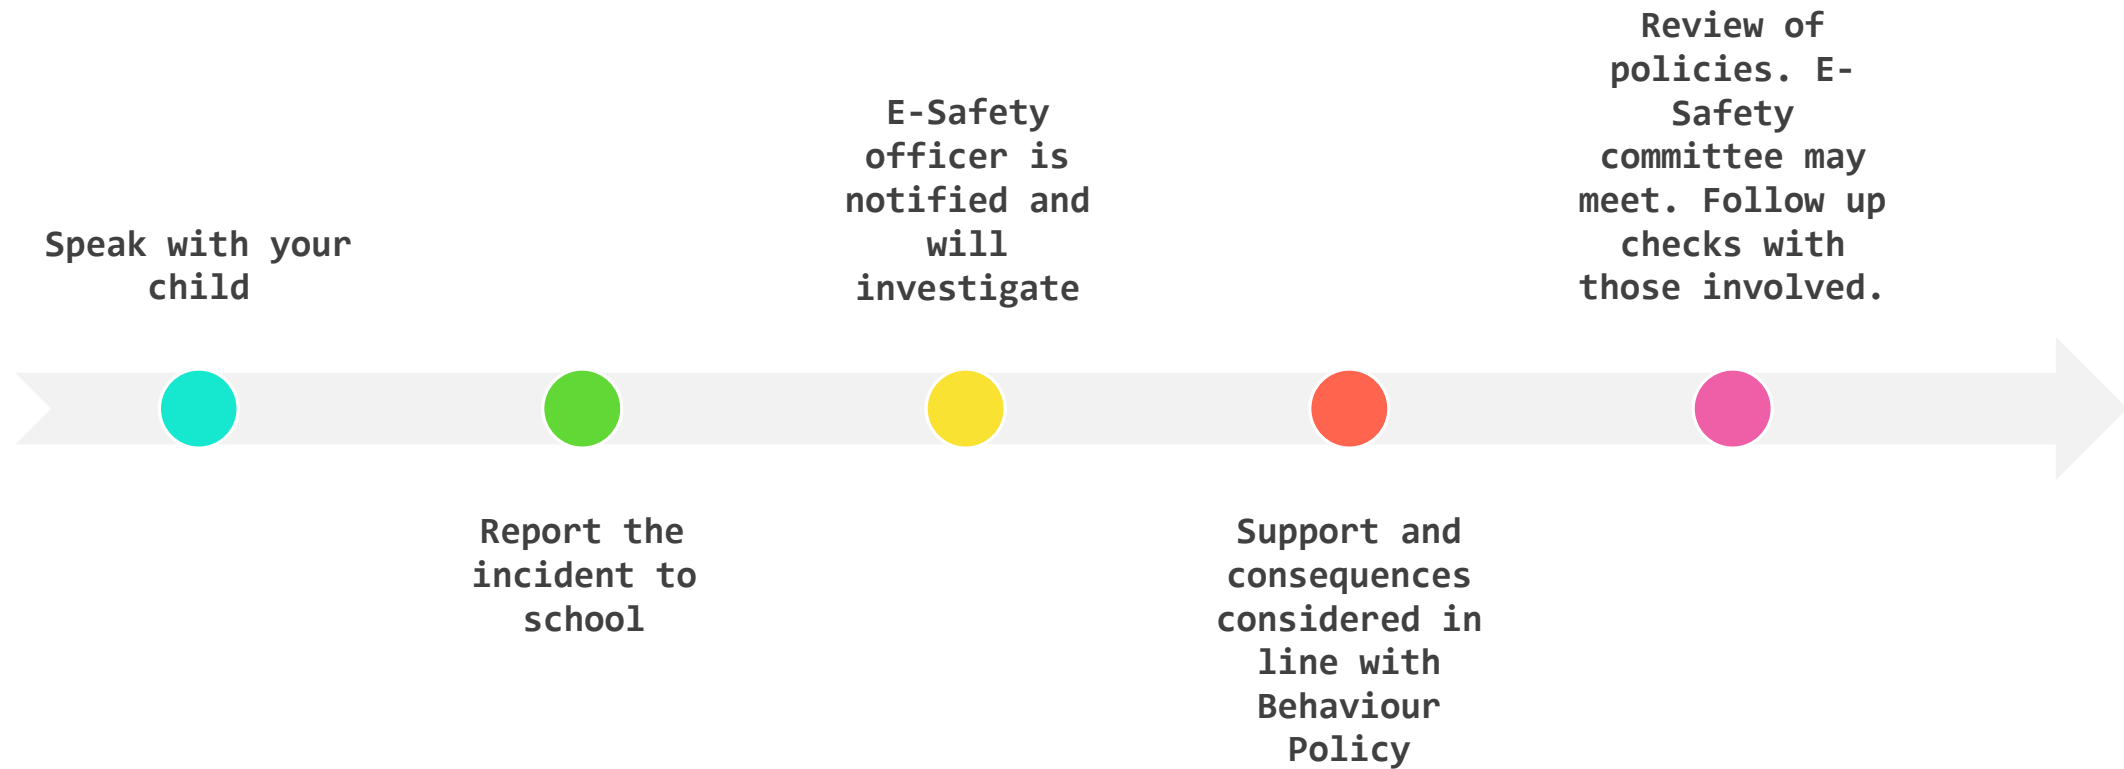 Speak with your
child
Report the
incident to
school
E-Safety
officer is
notified and
will
investigate
Support and
consequences
considered in
line with
Behaviour
Policy
Review of
policies. E-
Safety
committee may
meet. Follow up
checks with
those involved.